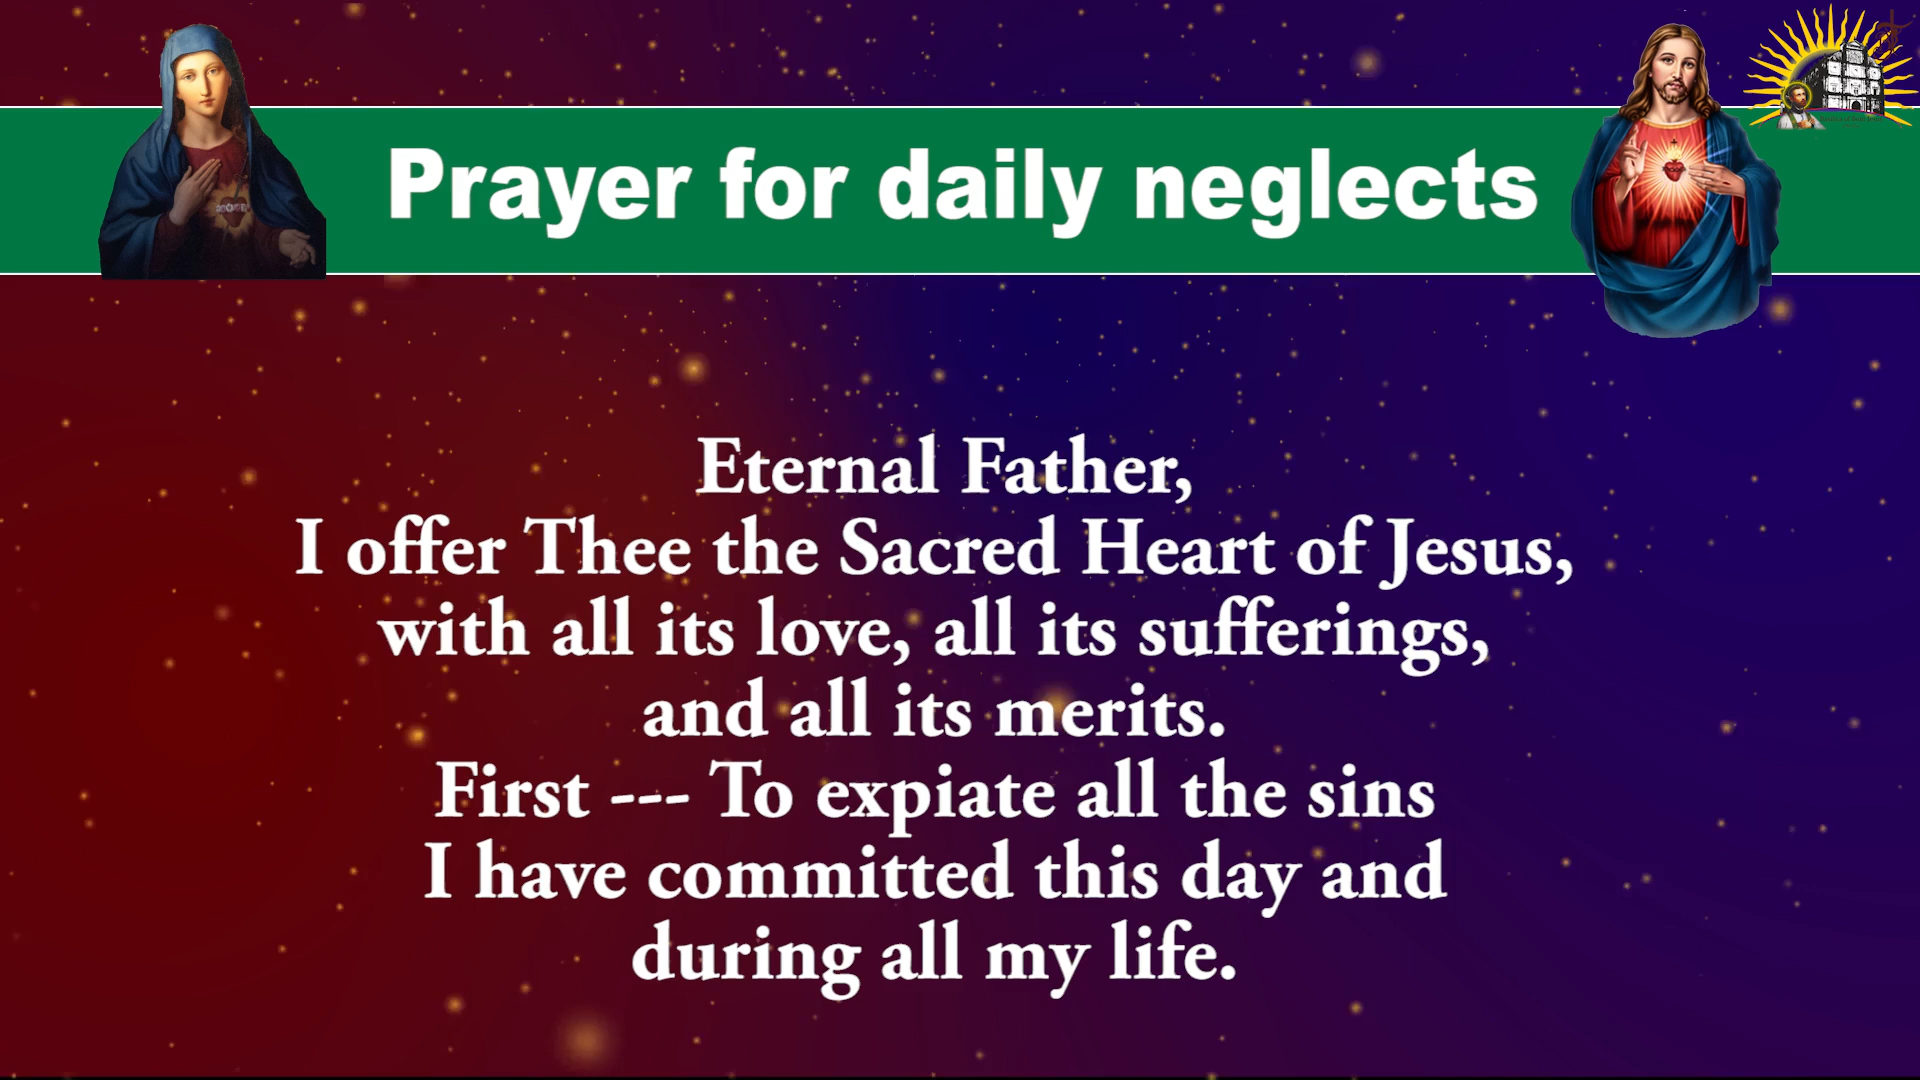 Prayer for daily neglects
Eternal Father,
I offer Thee the Sacred Heart of Jesus,
with all its love, all its sufferings,
and all its merits.
First --- To expiate all the sins
I have committed this day and
during all my life.